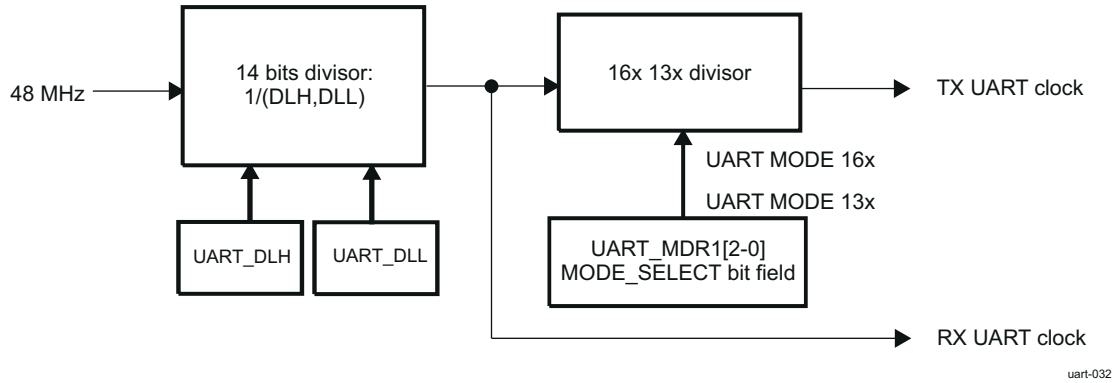 48 MHz
14 bits divisor:
1/(DLH,DLL)
16x 13x divisor
TX UART clock
UART MODE 16x
UART MODE 13x
UART_DLH
UART_DLL
UART_MDR1[2-0]
MODE_SELECT bit field
RX UART clock
uart-032